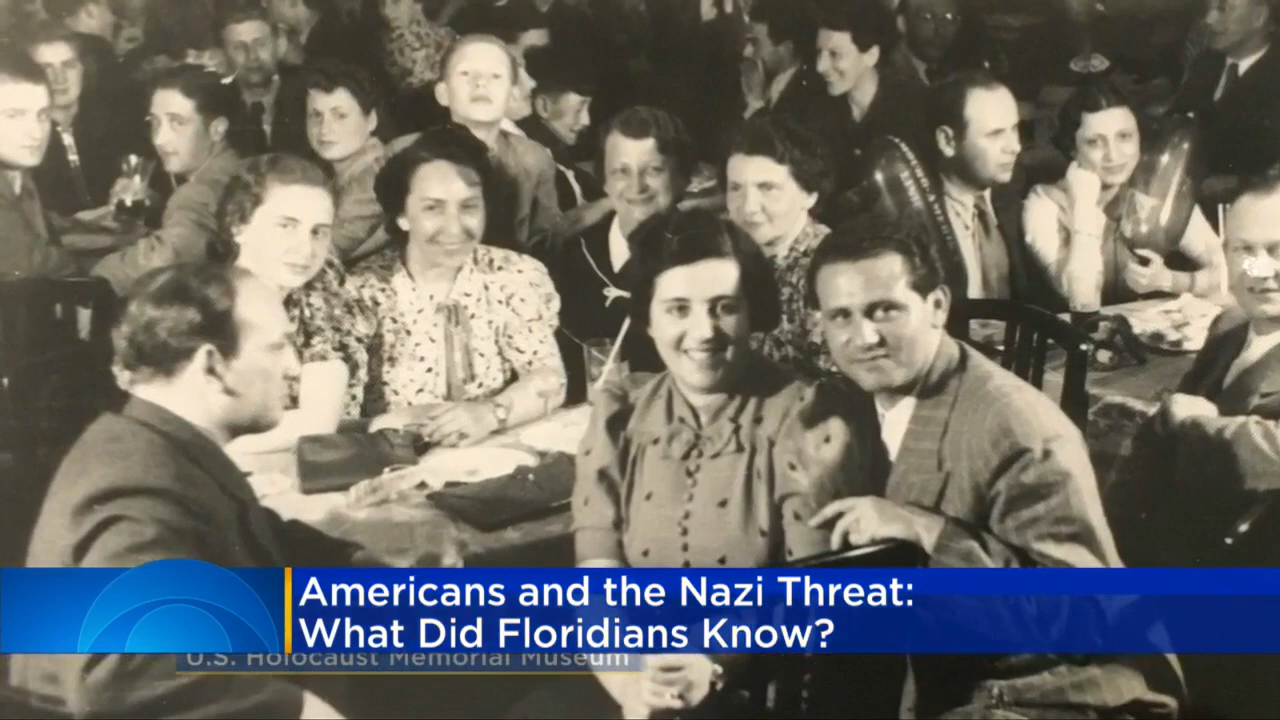 Americans and the Nazi Threat:
What Did Floridians Know?
U.S. Holocaust Memorial Museum